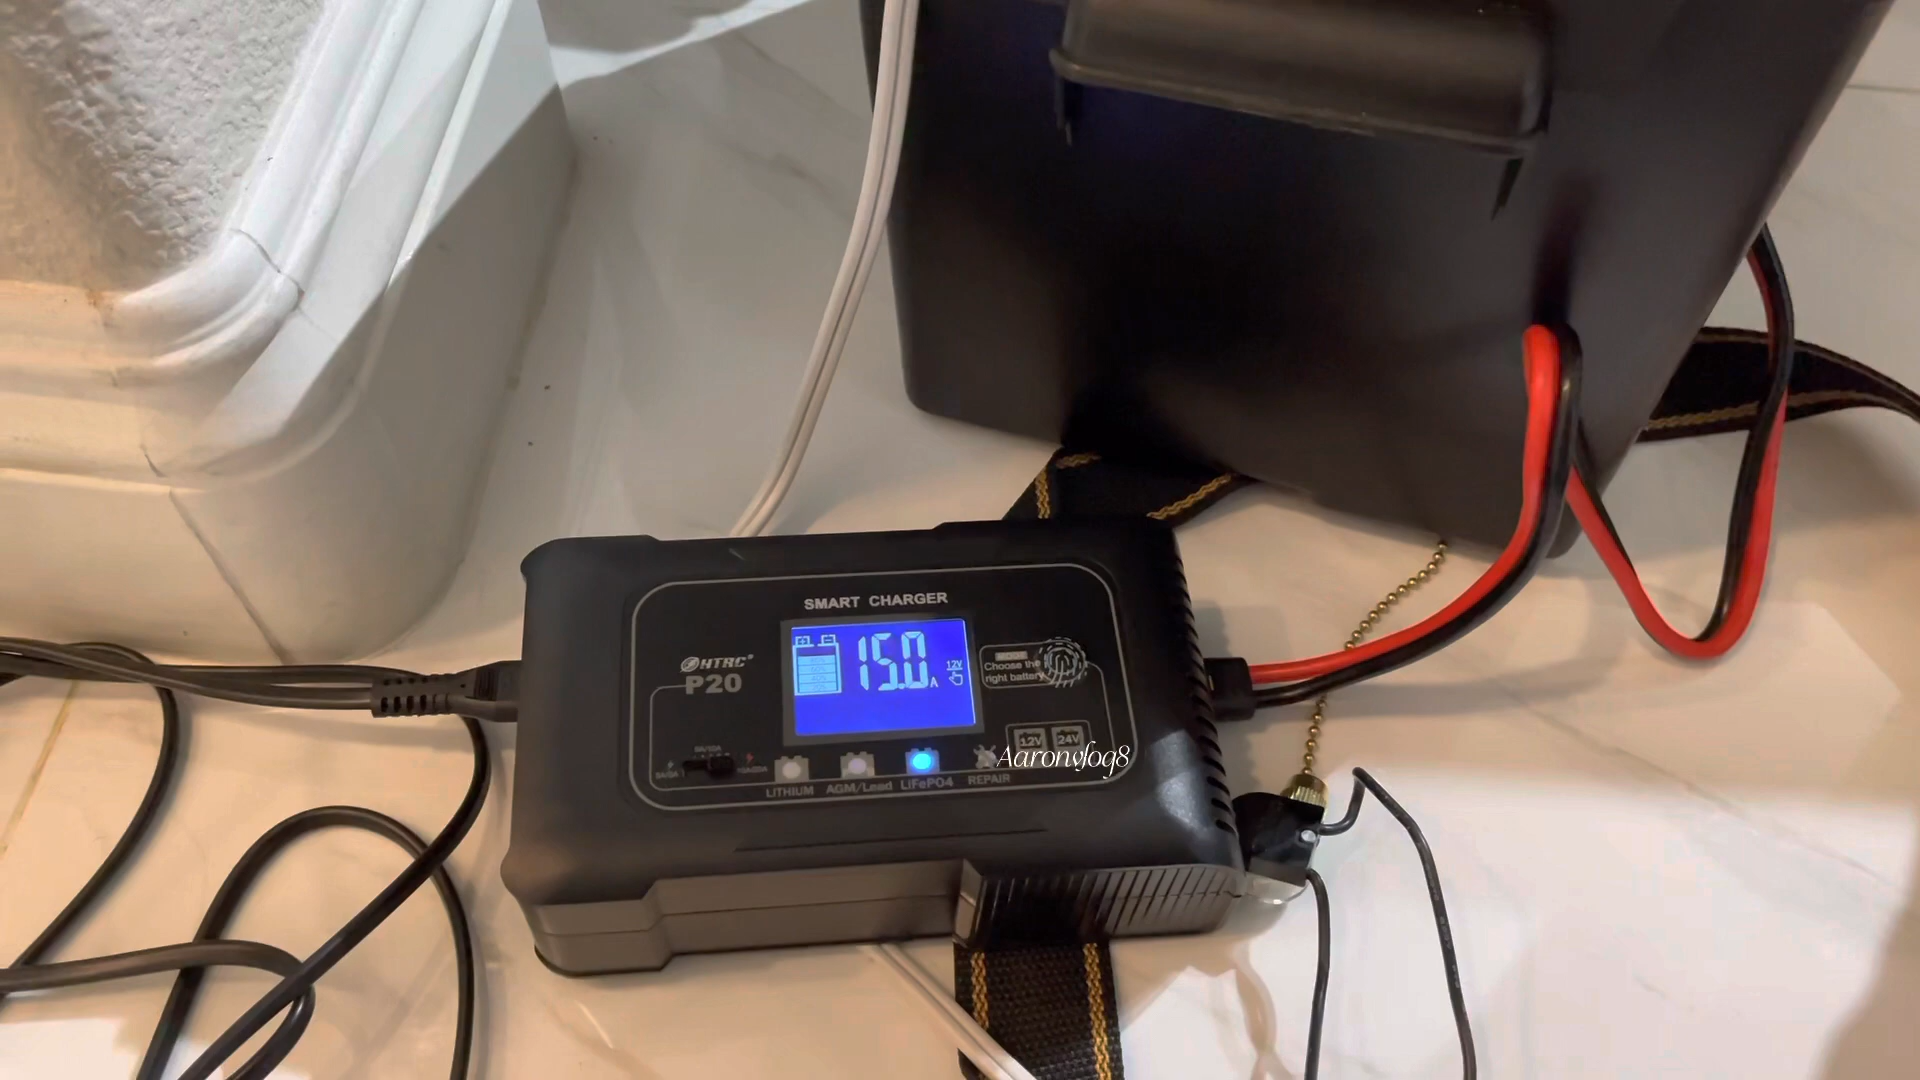 SMART CHARGER
HTRC®
P20
15.0A
12V
MODE
Choose the
right battery
12V 24V
LITHIUM AGM/Lead LiFePO4 REPAIR
Aaronvlog8